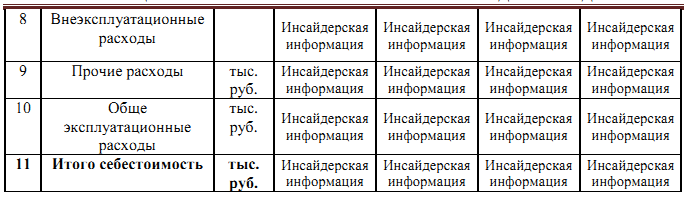 8 Внеэксплуатационные Инсайдерская Инсайдерская Инсайдерская Инсайдерская
расходы информация информация информация информация
9 Прочие расходы тыс. Инсайдерская Инсайдерская Инсайдерская Инсайдерская
руб. информация информация информация информация
10 Обще тыс. Инсайдерская Инсайдерская Инсайдерская Инсайдерская
эксплуатационные руб. информация информация информация информация
расходы
11 Итого себестоимость тыс. Инсайдерская Инсайдерская Инсайдерская Инсайдерская
руб. информация информация информация информация